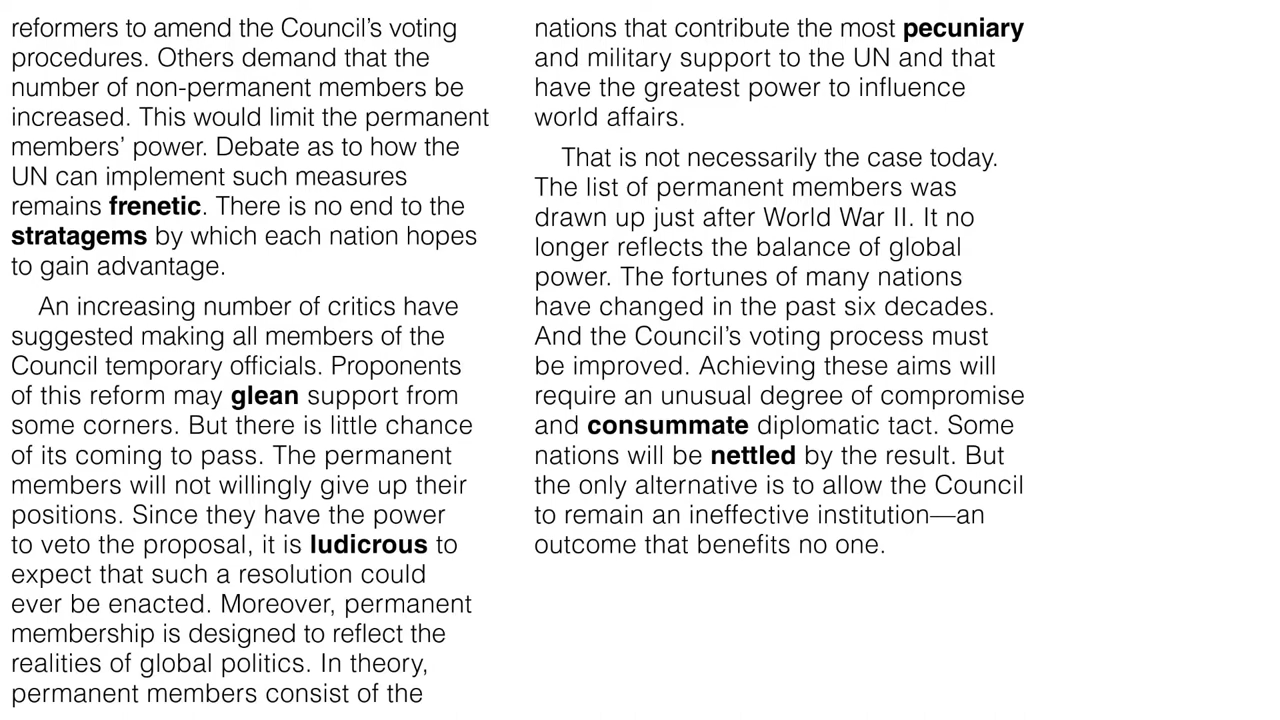 reformers to amend the Council's voting
procedures. Others demand that the
number of non-permanent members be
increased. This would limit the permanent
members' power. Debate as to how the
UN can implement such measures
remains frenetic. There is no end to the
stratagems by which each nation hopes
to gain advantage.
An increasing number of critics have
suggested making all members of the
Council temporary officials. Proponents
of this reform may glean support from
some corners. But there is little chance
of its coming to pass. The permanent
members will not willingly give up their
positions. Since they have the power
to veto the proposal, it is ludicrous to
expect that such a resolution could
ever be enacted. Moreover, permanent
membership is designed to reflect the
realities of global politics. In theory,
permanent members consist of the
nations that contribute the most pecuniary
and military support to the UN and that
have the greatest power to influence
world affairs.
That is not necessarily the case today.
The list of permanent members was
drawn up just after World War II. It no
longer reflects the balance of global
power. The fortunes of many nations
have changed in the past six decades.
And the Council's voting process must
be improved. Achieving these aims will
require an unusual degree of compromise
and consummate diplomatic tact. Some
nations will be nettled by the result. But
the only alternative is to allow the Council
to remain an ineffective institution—an
outcome that benefits no one.